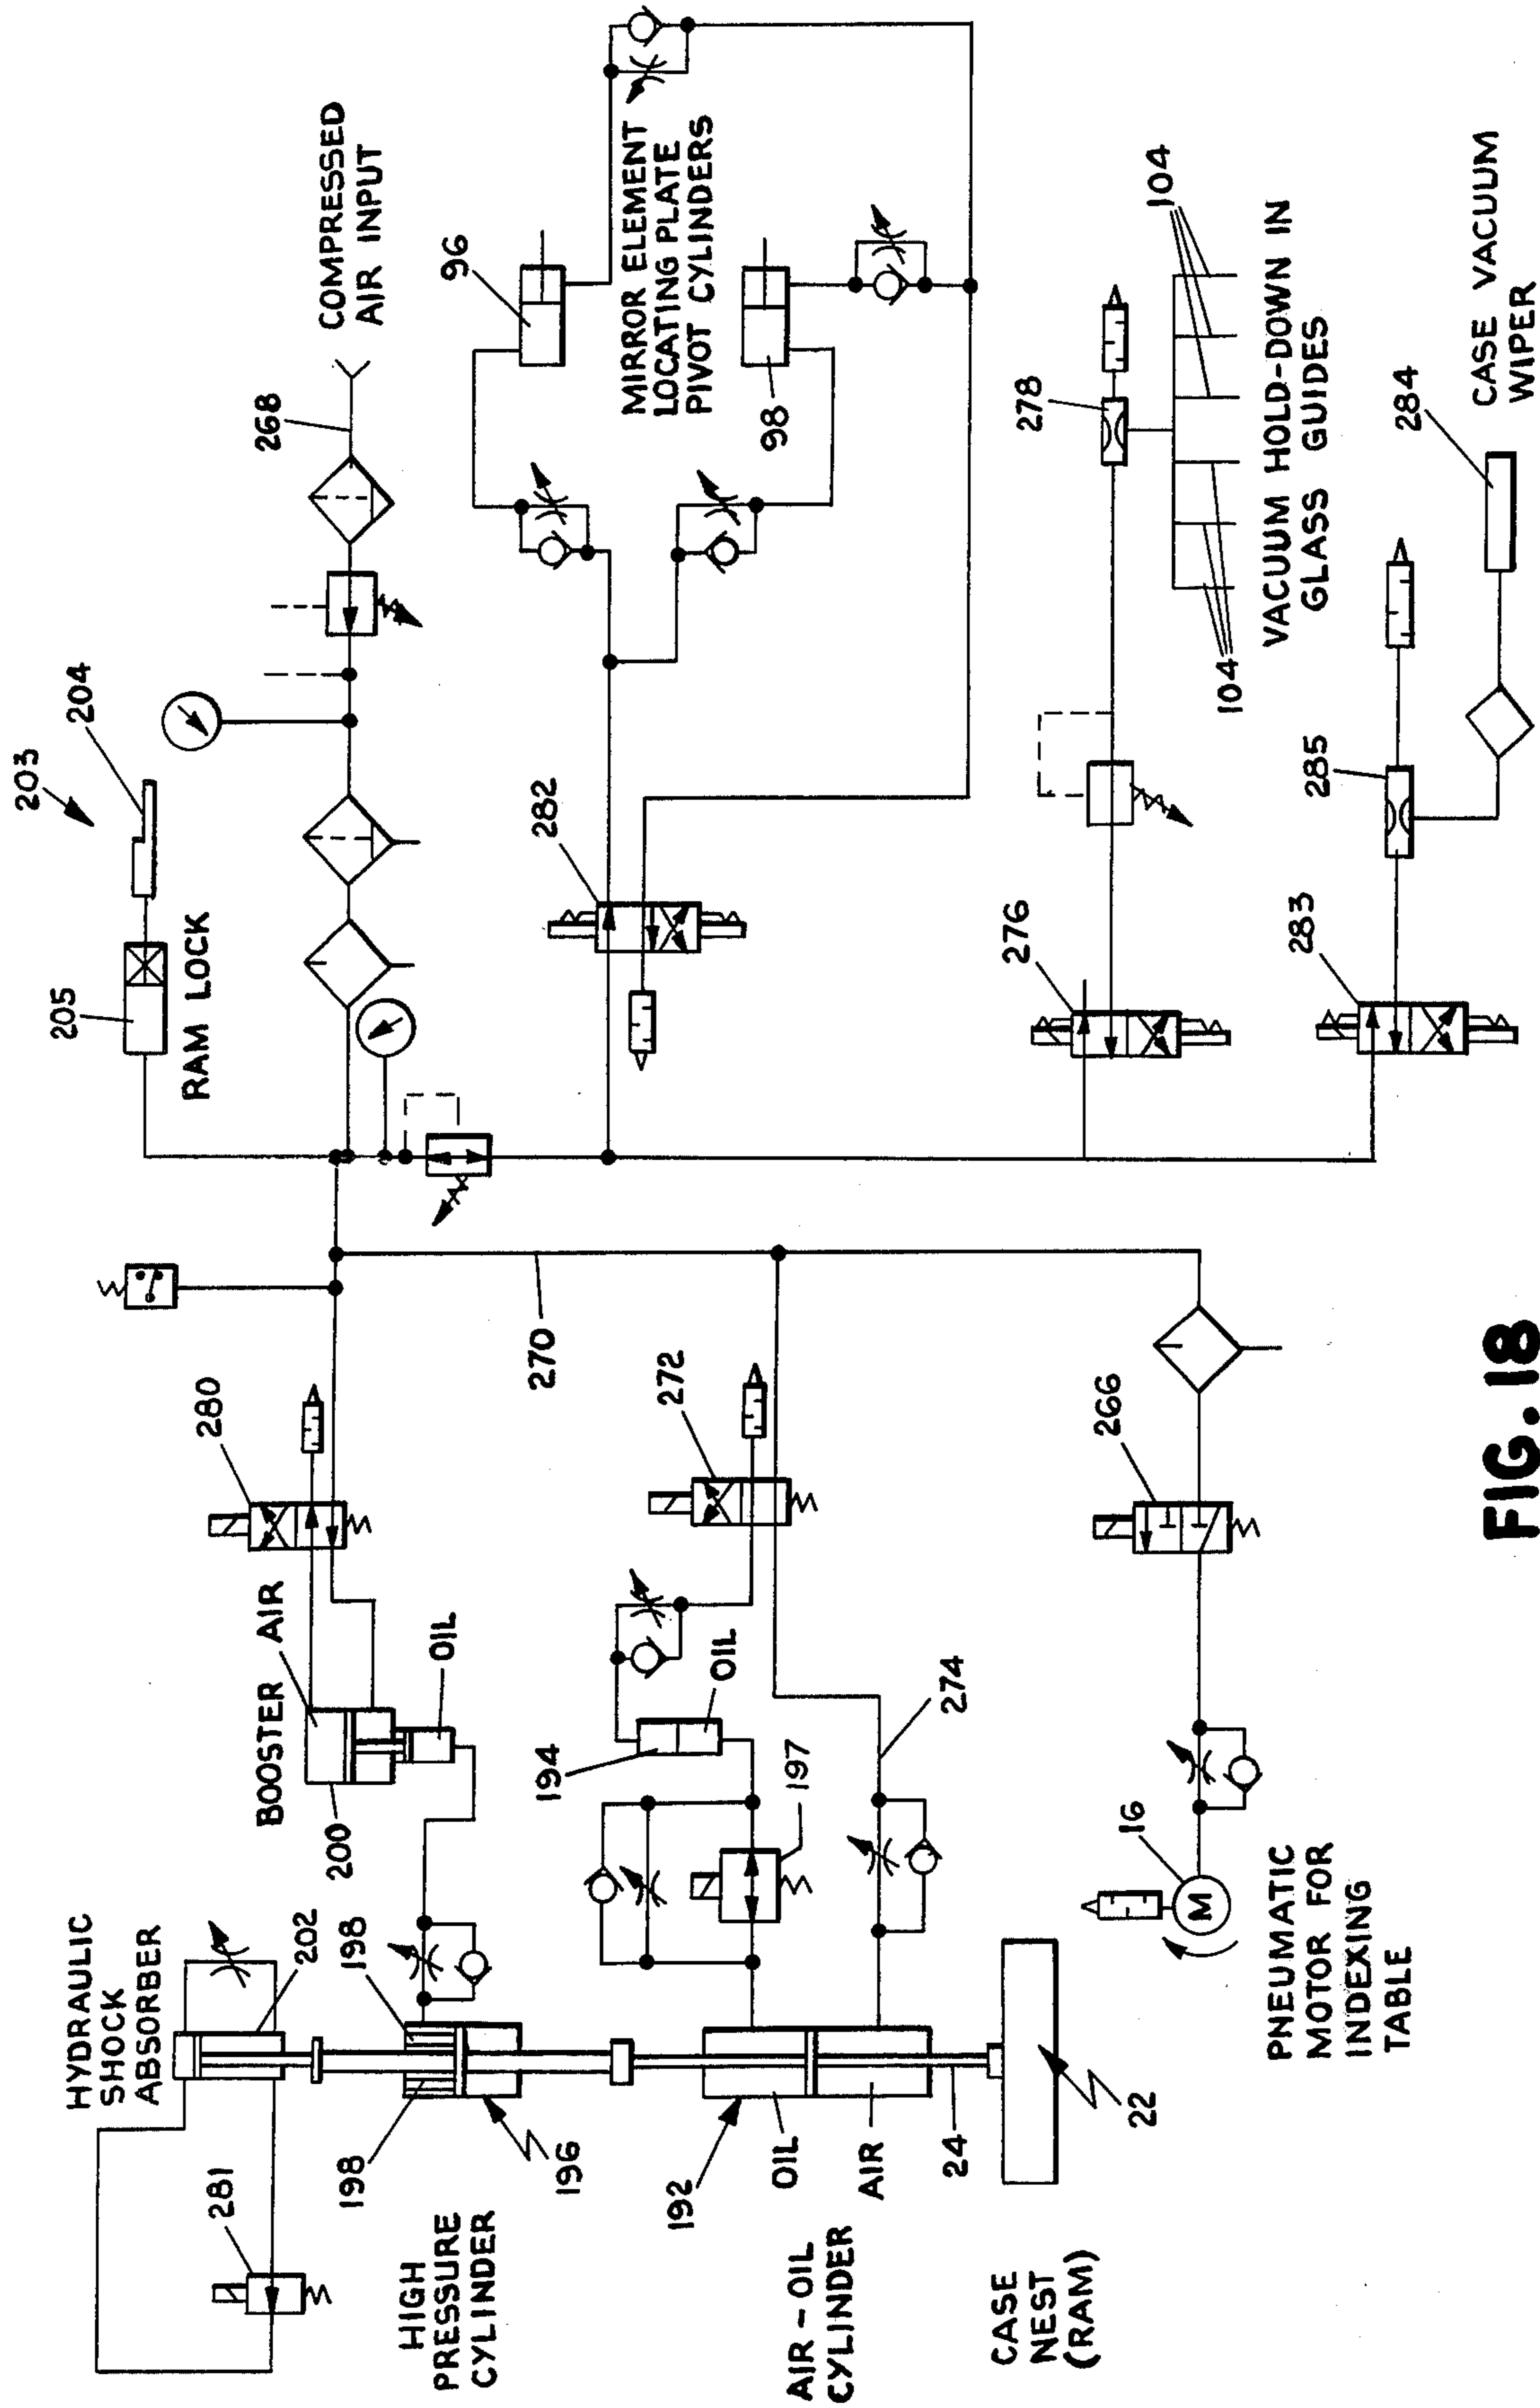 203
204
205
RAM LOCK
268
COMPRESSED
AIR INPUT
96
MIRROR ELEMENT
LOCATING PLATE
PIVOT CYLINDERS
98
282
278
104
104
VACUUM HOLD-DOWN IN
GLASS GUIDES
276
285
283
284
CASE VACUUM
WIPER
280
BOOSTER AIR
OIL
200
270
272
OIL
194
197
274
266
16
M
PNEUMATIC
MOTOR FOR
INDEXING
TABLE
HYDRAULIC
SHOCK
ABSORBER
202
281
198
198
196
HIGH
PRESSURE
CYLINDER
192
OIL
AIR
24
AIR-OIL
CYLINDER
22
CASE
NEST
(RAM)
FIG. 18